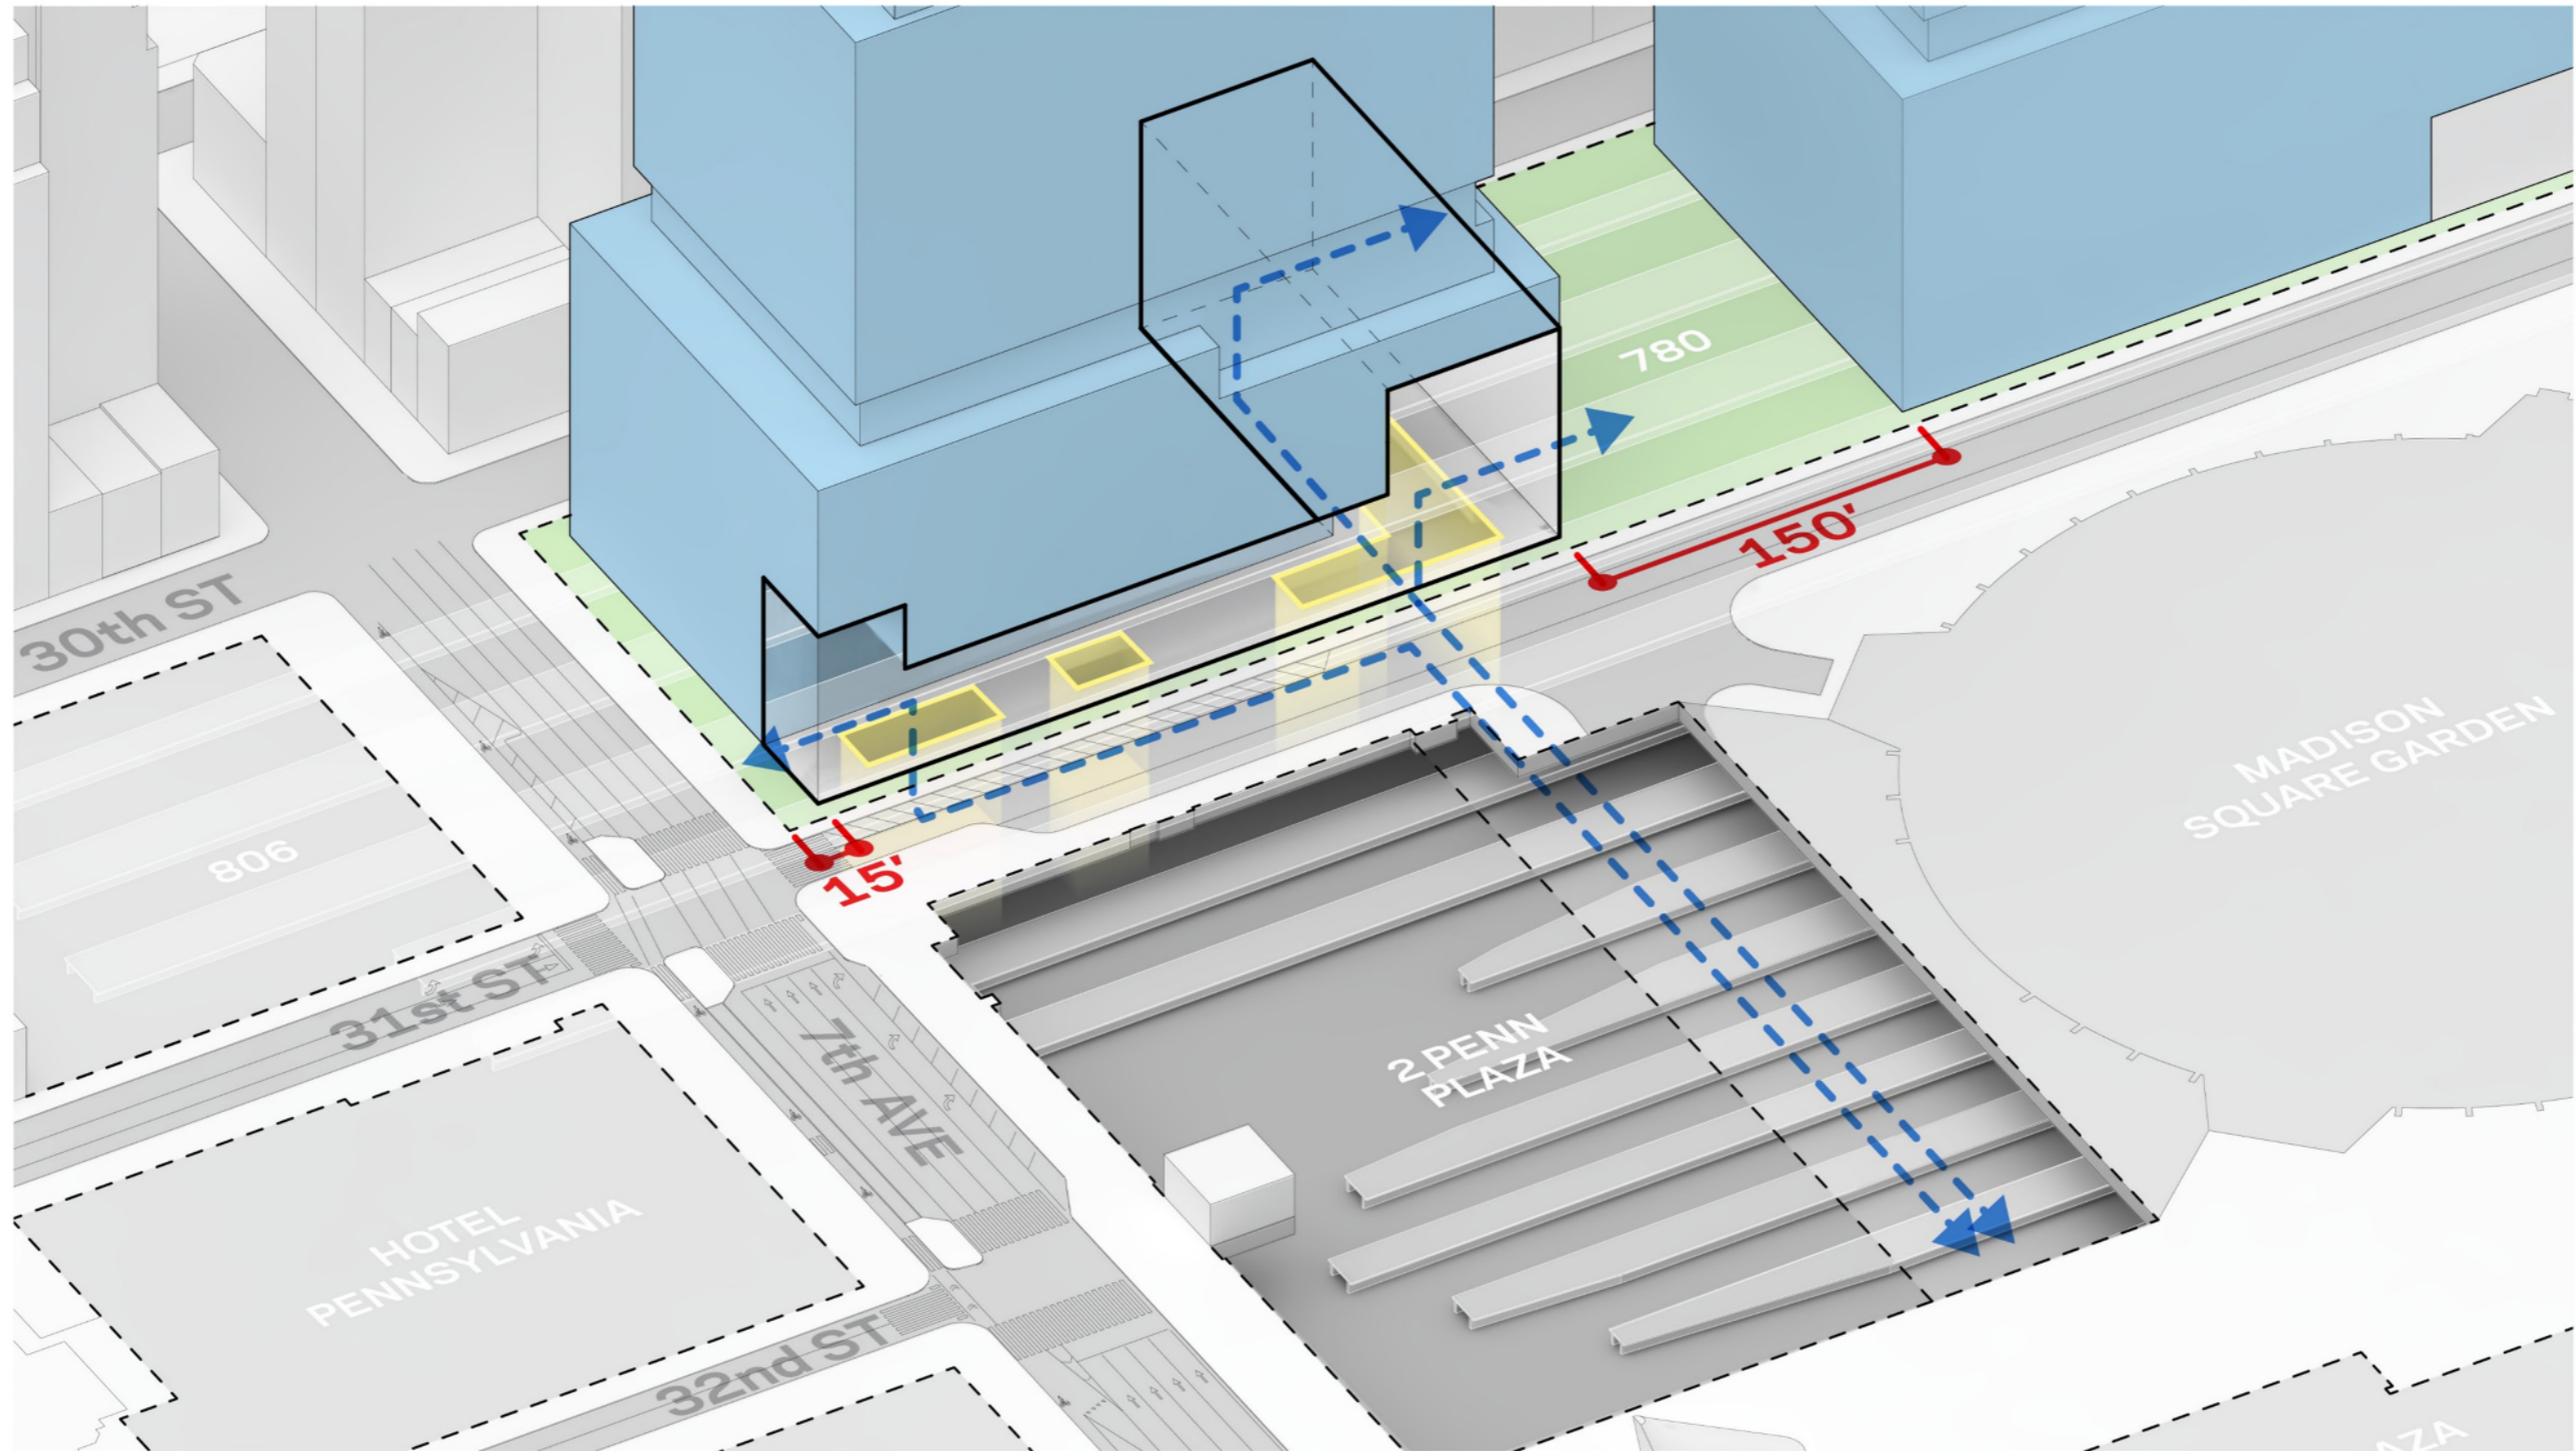 780
150'
30th ST
MADISON
SQUARE GARDEN
806
15'
31st ST
7th AVE
2 PENN
PLAZA
HOTEL
PENNSYLVANIA
32nd ST
AZA